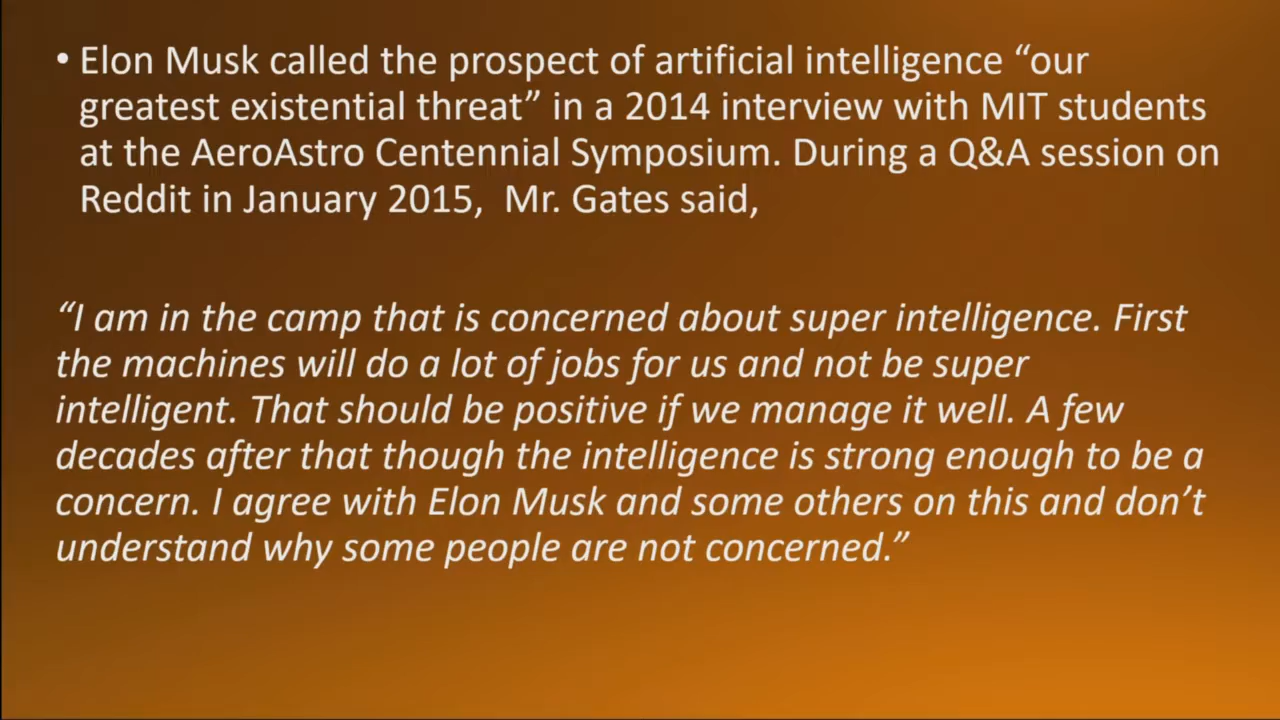 • Elon Musk called the prospect of artificial intelligence “our
greatest existential threat” in a 2014 interview with MIT students
at the AeroAstro Centennial Symposium. During a Q&A session on
Reddit in January 2015,  Mr. Gates said,
“I am in the camp that is concerned about super intelligence. First
the machines will do a lot of jobs for us and not be super
intelligent. That should be positive if we manage it well. A few
decades after that though the intelligence is strong enough to be a
concern. I agree with Elon Musk and some others on this and don’t
understand why some people are not concerned.”